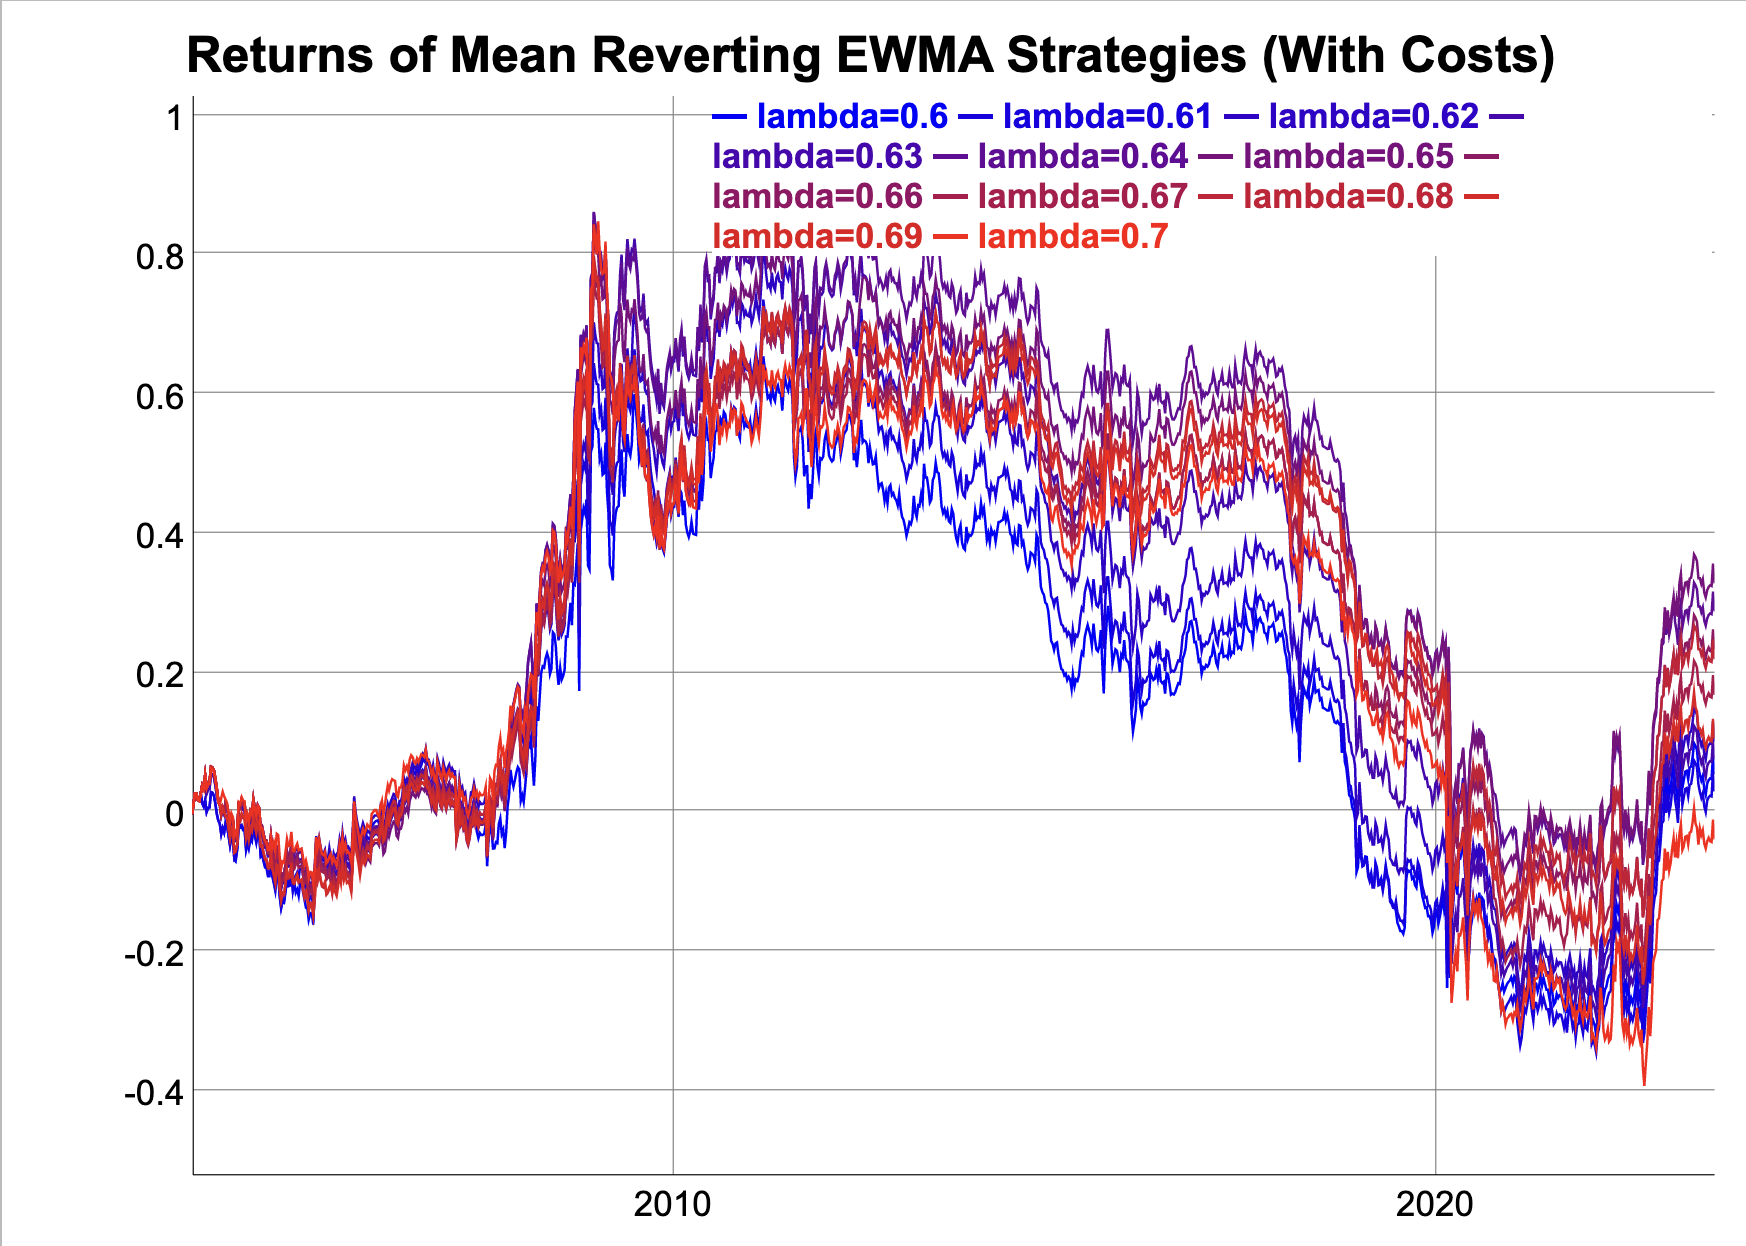 Returns of Mean Reverting EWMA Strategies (With Costs)
lambda=0.6 lambda=0.61 lambda=0.62
lambda=0.63 lambda=0.64 lambda=0.65
lambda=0.66 lambda=0.67 lambda=0.68
lambda=0.69 lambda=0.7
1
0.8
0.6
0.4
0.2
0
-0.2
-0.4
2010 2020